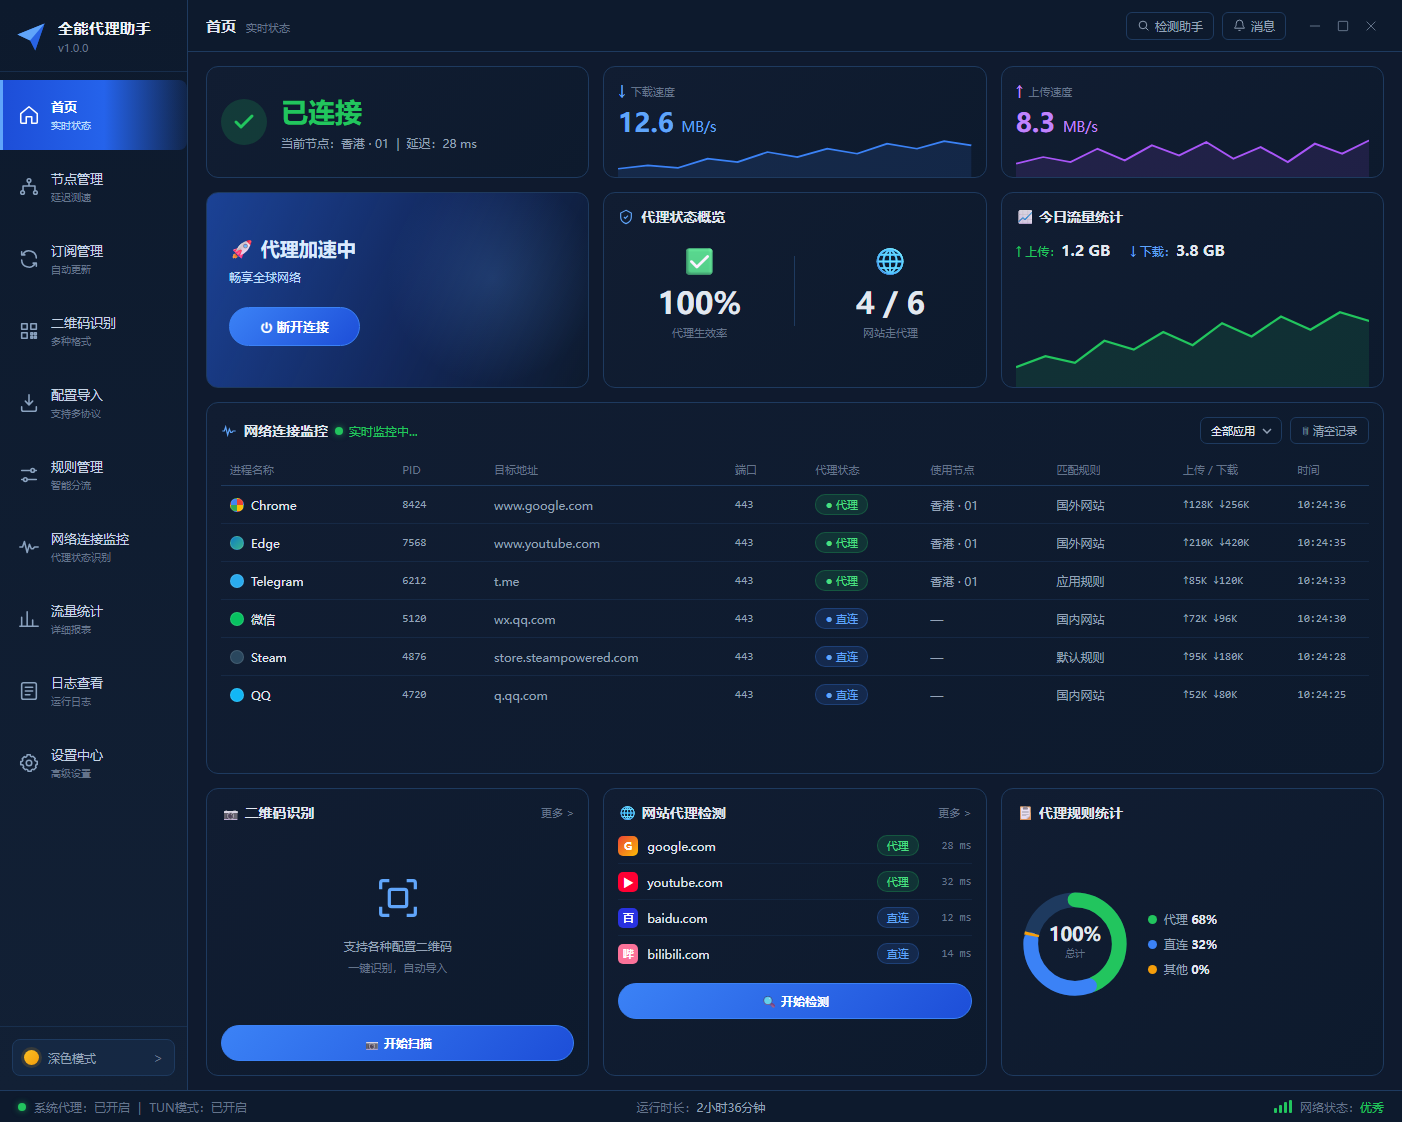 全能代理助手
v1.0.0
首页
实时状态
节点管理
延迟测速
订阅管理
自动更新
二维码识别
多种格式
配置导入
支持多协议
规则管理
智能分流
网络连接监控
代理状态识别
流量统计
详细报表
日志查看
运行日志
设置中心
高级设置
深色模式 >
首页 实时状态
检测助手 消息
已连接
当前节点: 香港 · 01 | 延迟: 28 ms
↓ 下载速度
12.6 MB/s
↑ 上传速度
8.3 MB/s
代理加速中
畅享全球网络
断开连接
代理状态概览
100%
代理生效率
4 / 6
网站走代理
今日流量统计
↑上传: 1.2 GB ↓下载: 3.8 GB
网络连接监控 实时监控中...
全部应用 清空记录
进程名称 PID 目标地址 端口 代理状态 使用节点 匹配规则 上传 / 下载 时间
Chrome 8424 www.google.com 443 代理 香港 · 01 国外网站 ↑128K ↓256K 10:24:36
Edge 7568 www.youtube.com 443 代理 香港 · 01 国外网站 ↑210K ↓420K 10:24:35
Telegram 6212 t.me 443 代理 香港 · 01 应用规则 ↑85K ↓120K 10:24:33
微信 5120 wx.qq.com 443 直连 — 国内网站 ↑72K ↓96K 10:24:30
Steam 4876 store.steampowered.com 443 直连 — 默认规则 ↑95K ↓180K 10:24:28
QQ 4720 q.qq.com 443 直连 — 国内网站 ↑52K ↓80K 10:24:25
二维码识别 更多 >
支持各种配置二维码
一键识别, 自动导入
开始扫描
网站代理检测 更多 >
G google.com 代理 28 ms
youtube.com 代理 32 ms
百 baidu.com 直连 12 ms
哔 bilibili.com 直连 14 ms
开始检测
代理规则统计
100%
总计
代理 68%
直连 32%
其他 0%
系统代理: 已开启 | TUN模式: 已开启
运行时长: 2小时36分钟
网络状态: 优秀